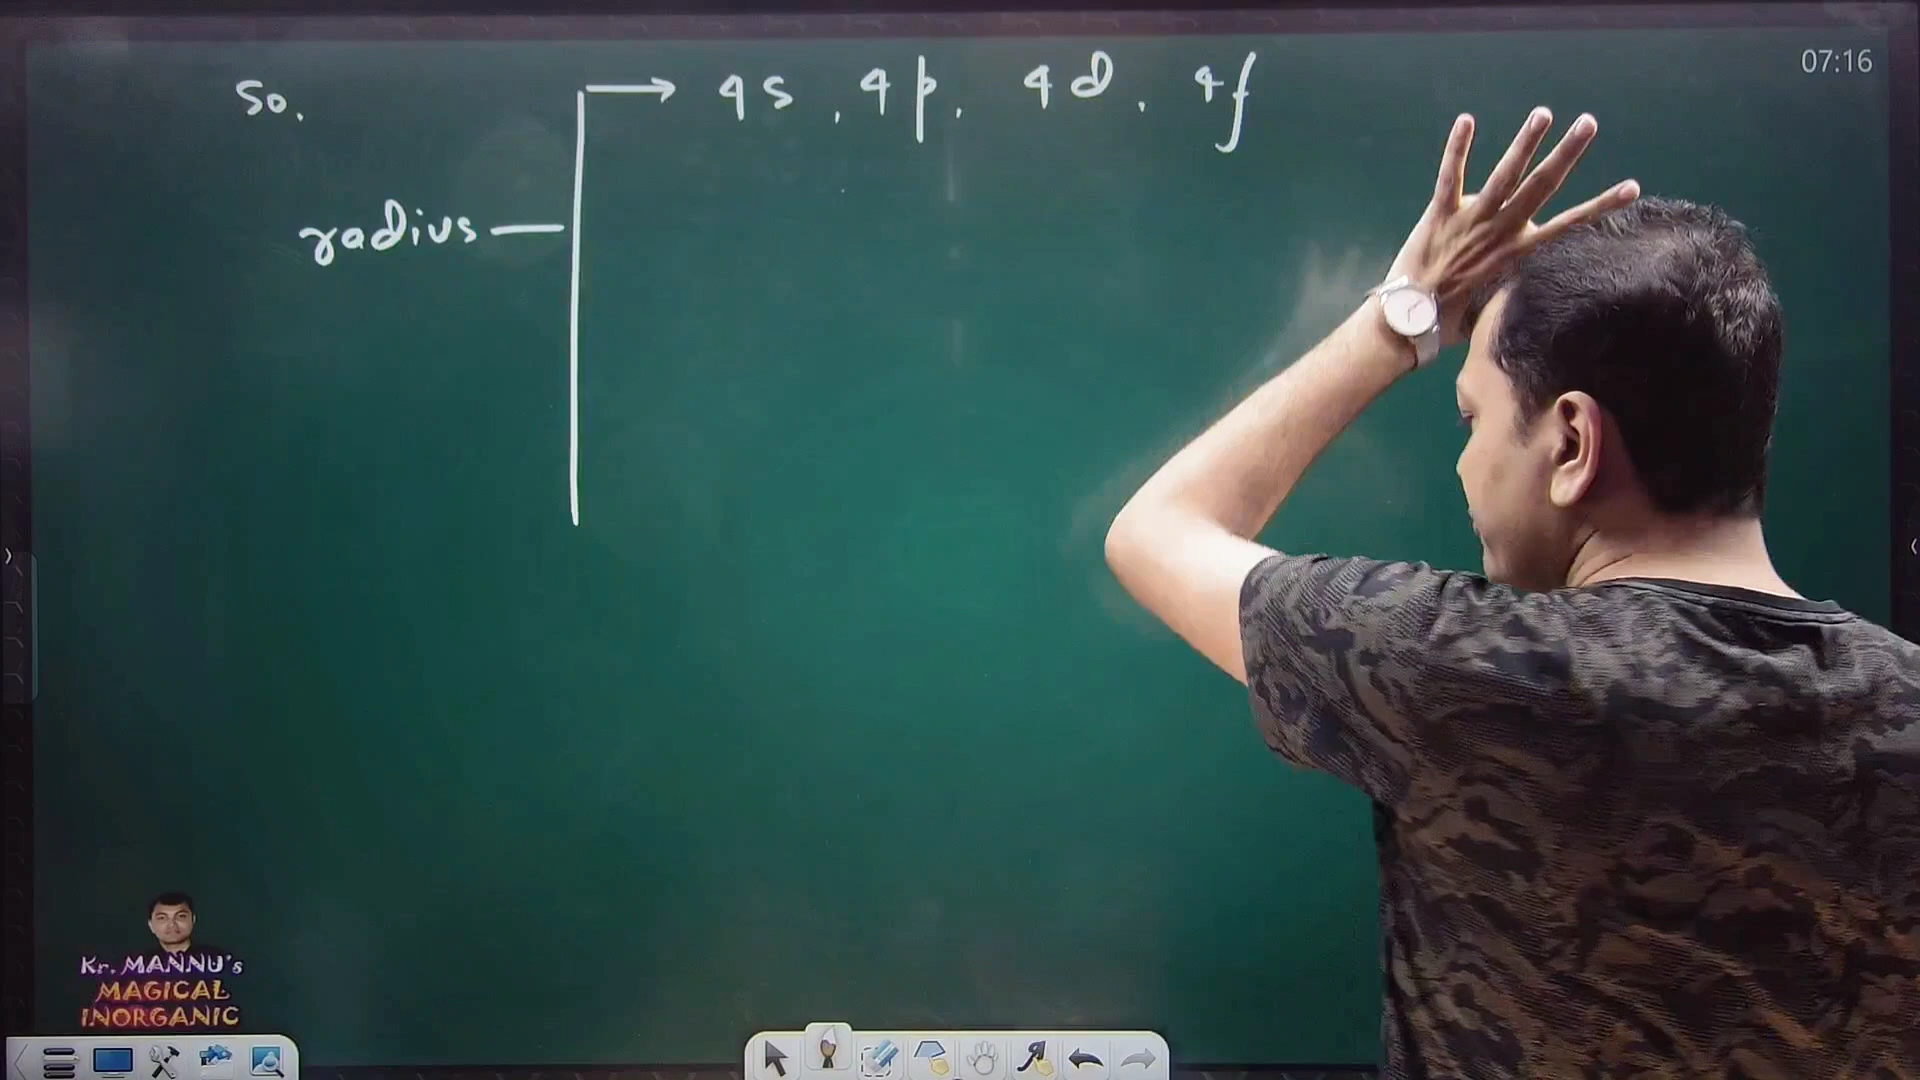 07:16
So.
→ 4s, 4p, 4d, 4f
radius —
Kr. MANNU's
MAGICAL
INORGANIC